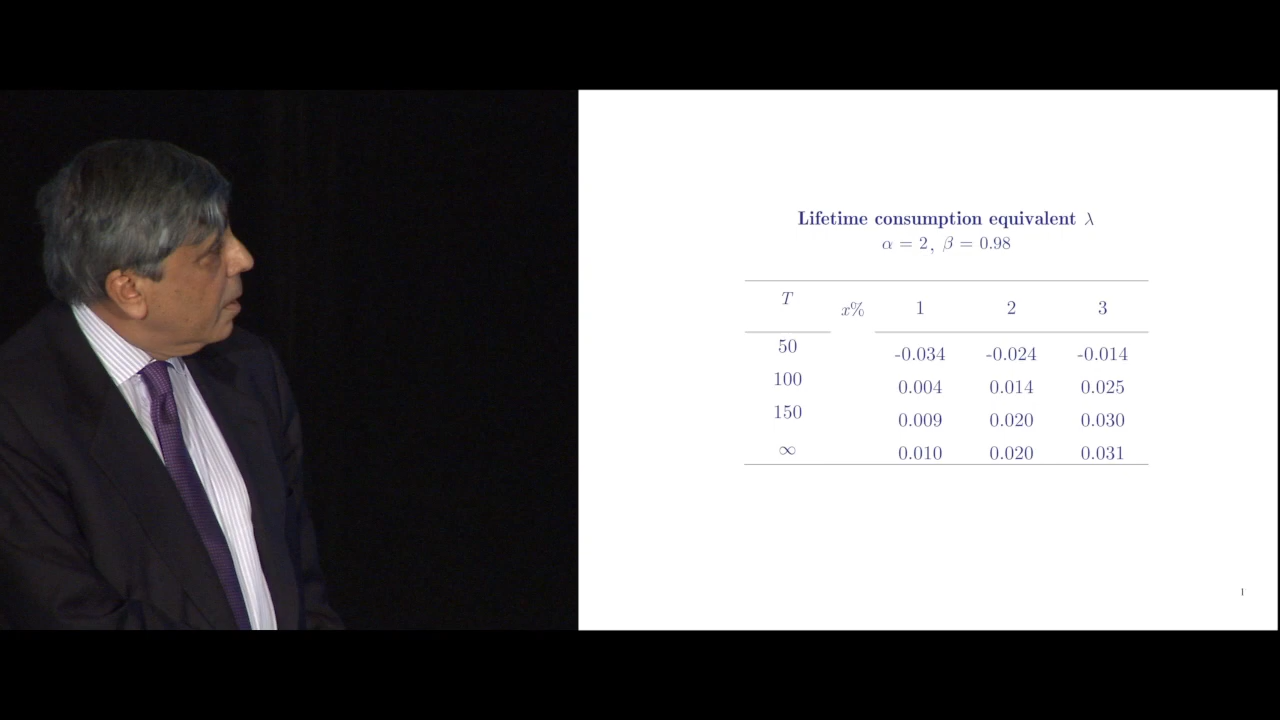 Lifetime consumption equivalent λ
α = 2, β = 0.98
T x% 1 2 3
50 -0.034 -0.024 -0.014
100 0.004 0.014 0.025
150 0.009 0.020 0.030
∞ 0.010 0.020 0.031
1